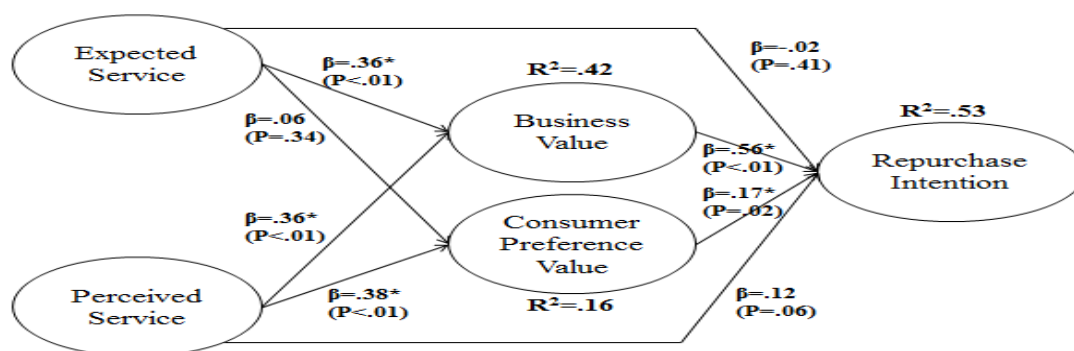 Expected
Service
β=.36*
(P<.01)
β=.06
(P=.34)
R²=.42
Business
Value
β=-.02
(P=.41)
R²=.53
Repurchase
Intention
β=.56*
(P<.01)
β=.17*
(P=.02)
β=.36*
(P<.01)
Consumer
Preference
Value
R²=.16
Perceived
Service
β=.38*
(P<.01)
β=.12
(P=.06)